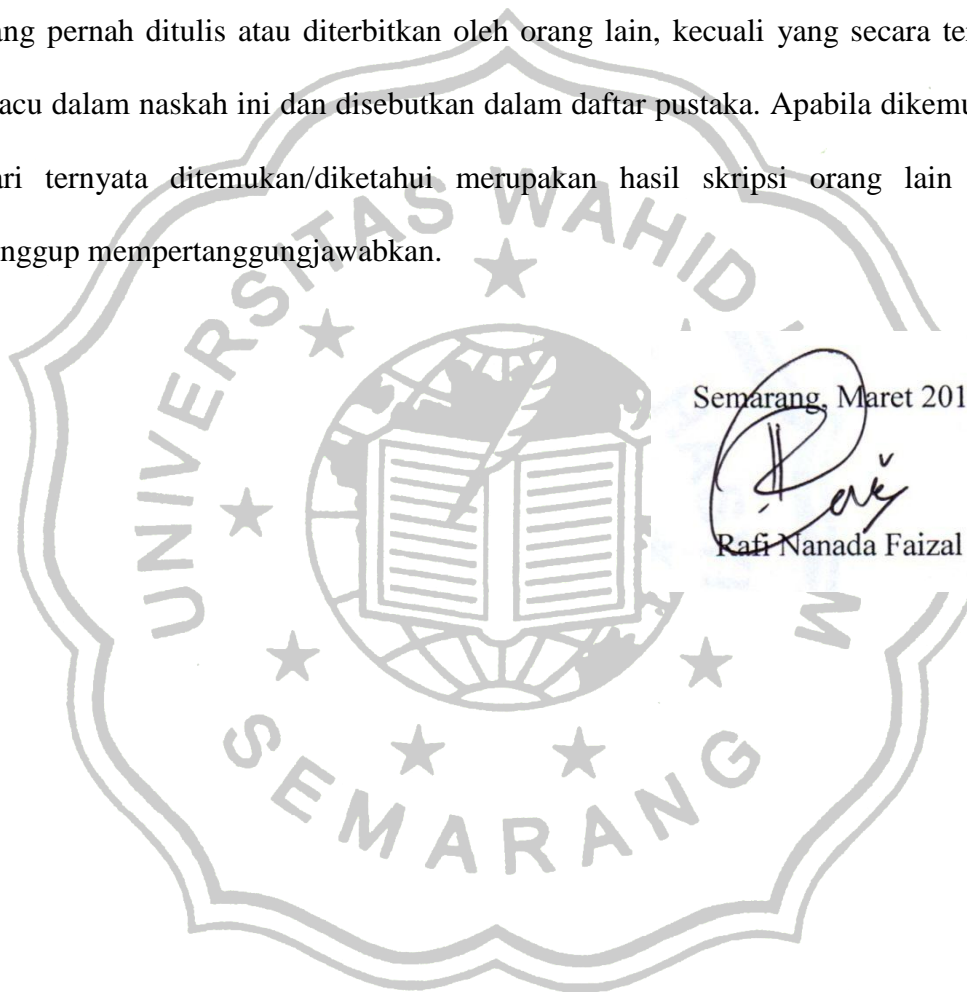 ang pernah ditulis atau diterbitkan oleh orang lain, kecuali yang secara ter
acu dalam naskah ini dan disebutkan dalam daftar pustaka. Apabila dikemu
ari ternyata ditemukan/diketahui merupakan hasil skripsi orang lain
nggup mempertanggungjawabkan.
UNIVERSITAS WAHID
M
SEMARANG
Semarang, Maret 201
Rafi Nanada Faizal